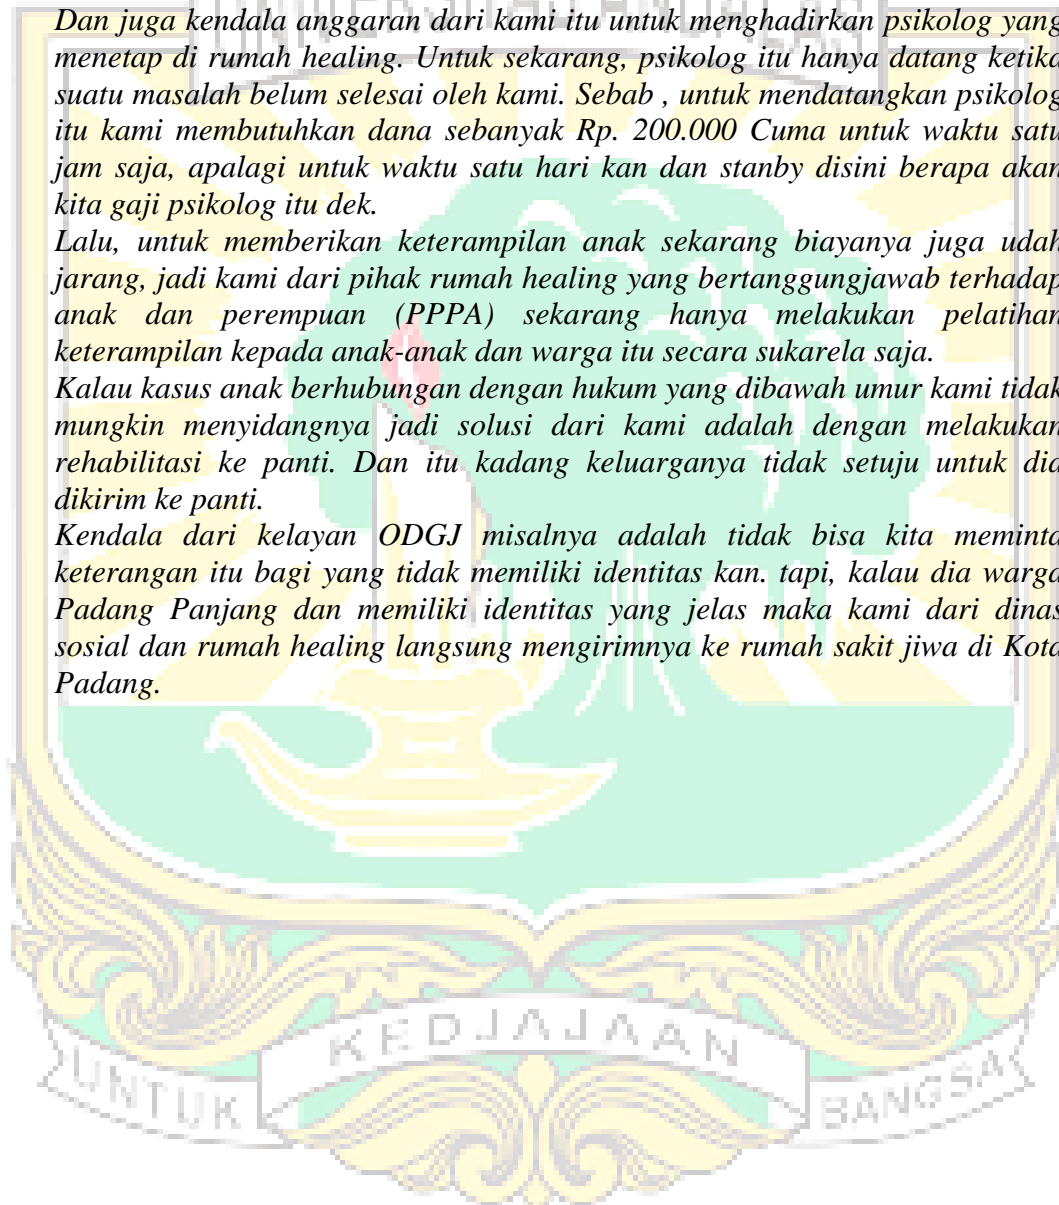 UNIVERSITAS ANDALAS
Dan juga kendala anggaran dari kami itu untuk menghadirkan psikolog yang
menetap di rumah healing. Untuk sekarang, psikolog itu hanya datang ketika
suatu masalah belum selesai oleh kami. Sebab , untuk mendatangkan psikolog
itu kami membutuhkan dana sebanyak Rp. 200.000 Cuma untuk waktu satu
jam saja, apalagi untuk waktu satu hari kan dan stanby disini berapa akan
kita gaji psikolog itu dek.
Lalu, untuk memberikan keterampilan anak sekarang biayanya juga udah
jarang, jadi kami dari pihak rumah healing yang bertanggungjawab terhadap
anak dan perempuan (PPPA) sekarang hanya melakukan pelatihan
keterampilan kepada anak-anak dan warga itu secara sukarela saja.
Kalau kasus anak berhubungan dengan hukum yang dibawah umur kami tidak
mungkin menyidangnya jadi solusi dari kami adalah dengan melakukan
rehabilitasi ke panti. Dan itu kadang keluarganya tidak setuju untuk dia
dikirim ke panti.
Kendala dari kelayan ODGJ misalnya adalah tidak bisa kita meminta
keterangan itu bagi yang tidak memiliki identitas kan. tapi, kalau dia warga
Padang Panjang dan memiliki identitas yang jelas maka kami dari dinas
sosial dan rumah healing langsung mengirimnya ke rumah sakit jiwa di Kota
Padang.
UNTUK KEDJAJAAN BANGSA